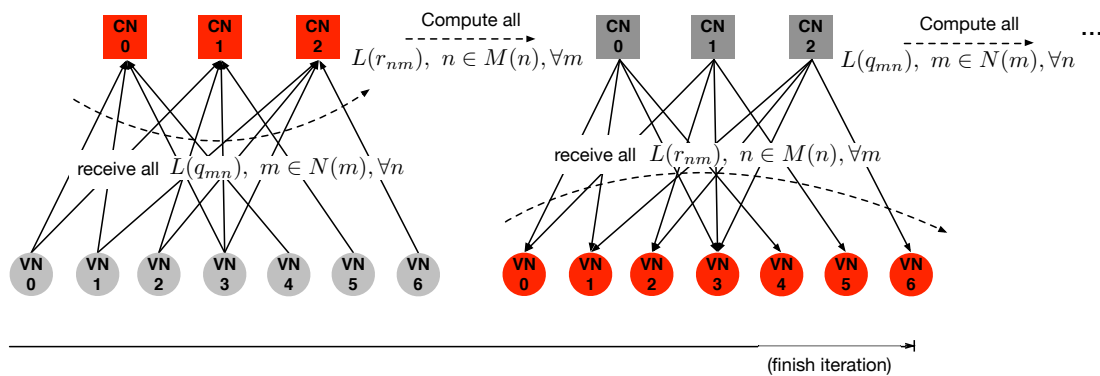 CN 0
CN 1
CN 2
Compute all
L(r_{nm}), n ∈ M(n), ∀m
CN 0
CN 1
CN 2
Compute all
L(q_{mn}), m ∈ N(m), ∀n
...
receive all L(q_{mn}), m ∈ N(m), ∀n
receive all L(r_{nm}), n ∈ M(n), ∀m
VN 0
VN 1
VN 2
VN 3
VN 4
VN 5
VN 6
VN 0
VN 1
VN 2
VN 3
VN 4
VN 5
VN 6
(finish iteration)